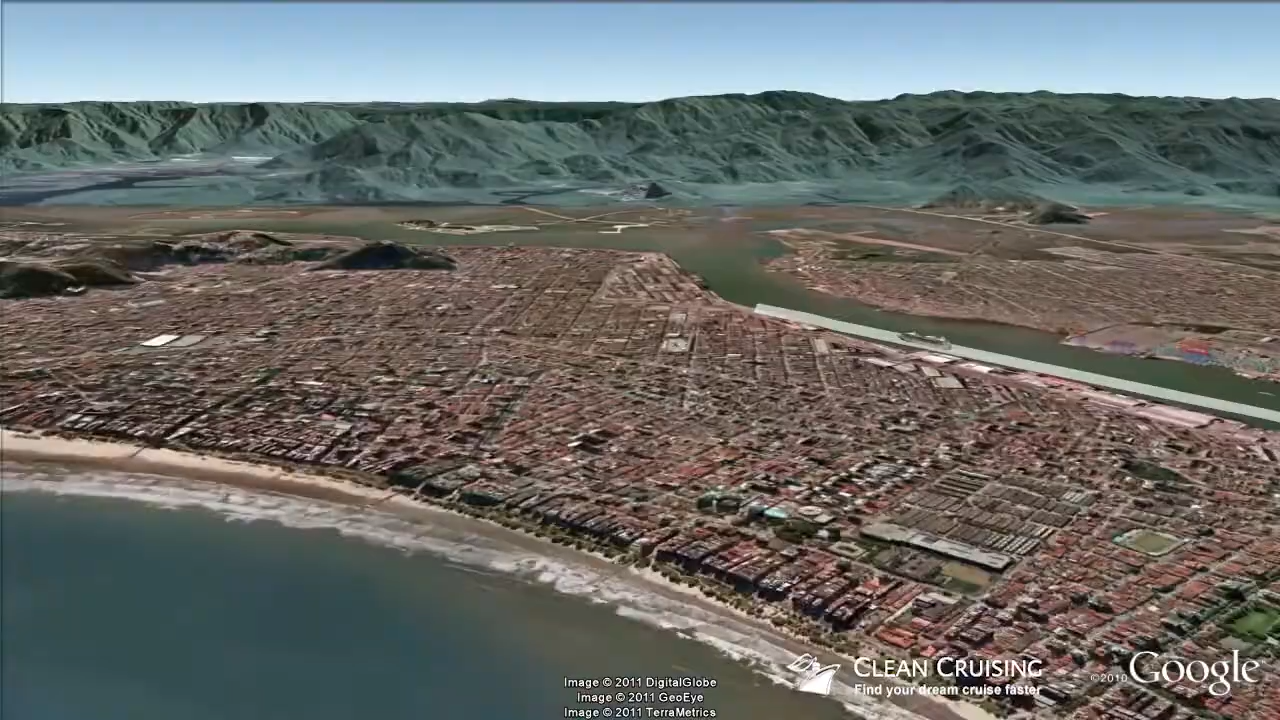 Image © 2011 DigitalGlobe
Image © 2011 GeoEye
Image © 2011 TerraMetrics
CLEAN CRUISING
Find your dream cruise faster
©2010 Google